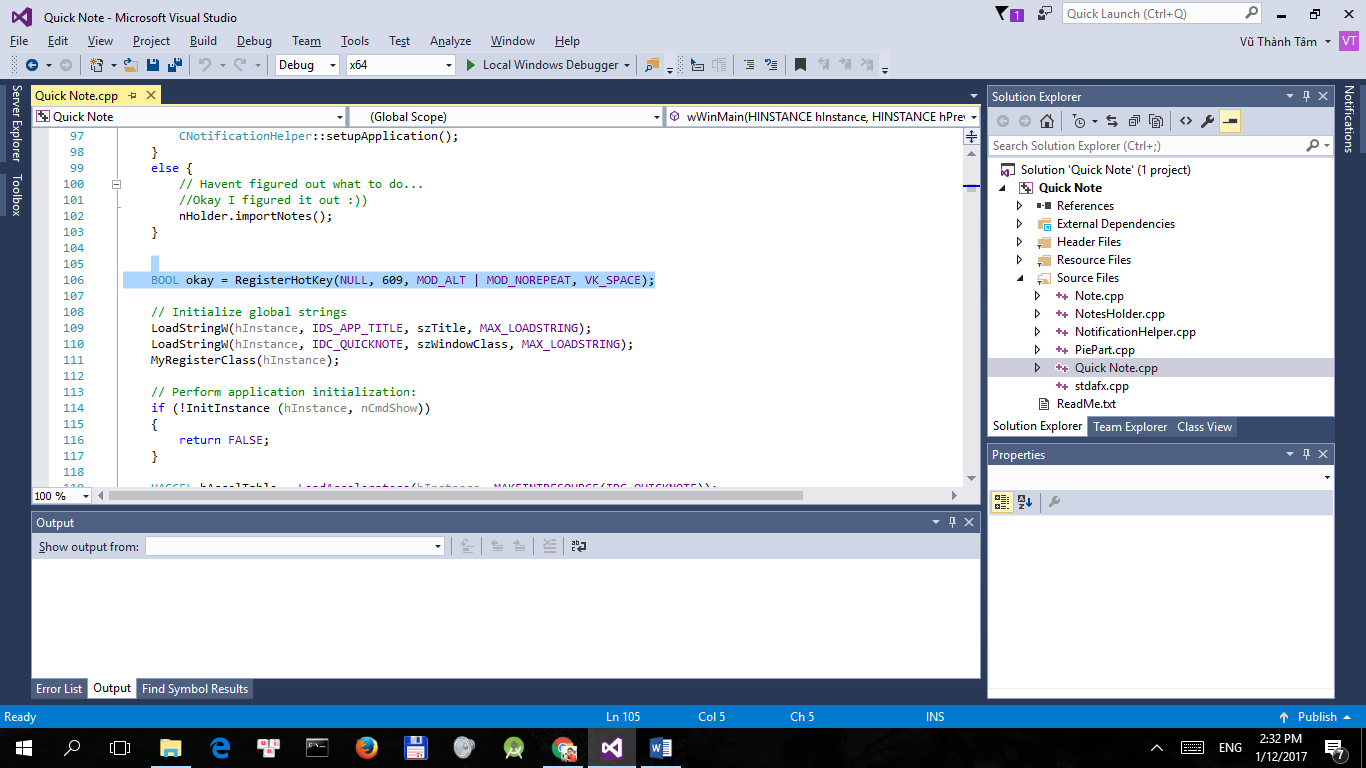 Quick Note - Microsoft Visual Studio
1
Quick Launch (Ctrl+Q)
File Edit View Project Build Debug Team Tools Test Analyze Window Help
Vũ Thành Tâm
VT
Debug x64 Local Windows Debugger
Server Explorer
Toolbox
Quick Note.cpp
Quick Note (Global Scope) wWinMain(HINSTANCE hInstance, HINSTANCE hPrev
97 CNotificationHelper::setupApplication();
98 }
99 else {
100 // Havent figured out what to do...
101 //Okay I figured it out :))
102 nHolder.importNotes();
103 }
104
105
106 BOOL okay = RegisterHotKey(NULL, 609, MOD_ALT | MOD_NOREPEAT, VK_SPACE);
107
108 // Initialize global strings
109 LoadStringW(hInstance, IDS_APP_TITLE, szTitle, MAX_LOADSTRING);
110 LoadStringW(hInstance, IDC_QUICKNOTE, szWindowClass, MAX_LOADSTRING);
111 MyRegisterClass(hInstance);
112
113 // Perform application initialization:
114 if (!InitInstance (hInstance, nCmdShow))
115 {
116 return FALSE;
117 }
118
119 HACCEL hAccelTable = LoadAccelerators(hInstance, MAKEINTRESOURCE(IDC_QUICKNOTE));
100 %
Output
Show output from:
Error List Output Find Symbol Results
Solution Explorer
Search Solution Explorer (Ctrl+;)
Solution 'Quick Note' (1 project)
Quick Note
References
External Dependencies
Header Files
Resource Files
Source Files
Note.cpp
NotesHolder.cpp
NotificationHelper.cpp
PiePart.cpp
Quick Note.cpp
stdafx.cpp
ReadMe.txt
Solution Explorer Team Explorer Class View
Properties
Notifications
Ready Ln 105 Col 5 Ch 5 INS Publish
ENG
2:32 PM
1/12/2017
7